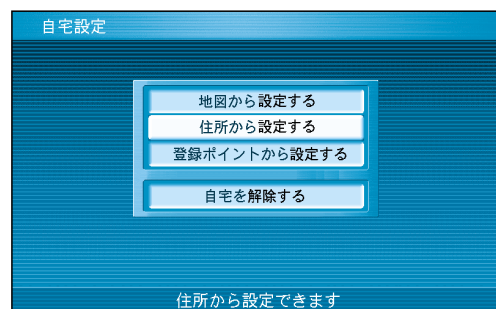 自宅設定
地図から設定する
住所から設定する
登録ポイントから設定する
自宅を解除する
住所から設定できます